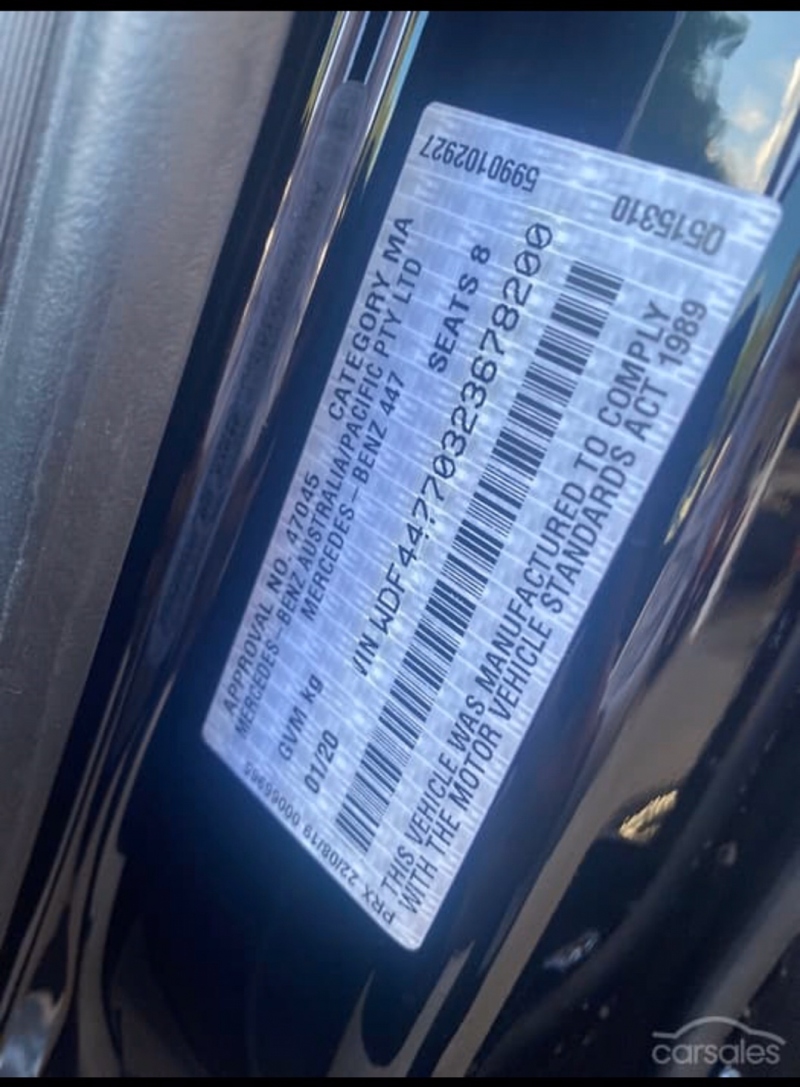 5990102927
Q515310
APPROVAL NO. 47045 CATEGORY MA
MERCEDES-BENZ AUSTRALIA/PACIFIC PTY LTD
MERCEDES-BENZ 447
GVM kg SEATS 8
01/20
VIN WDF44770323678200
THIS VEHICLE WAS MANUFACTURED TO COMPLY
WITH THE MOTOR VEHICLE STANDARDS ACT 1989
PRX 22/08/19 00065965
carsales